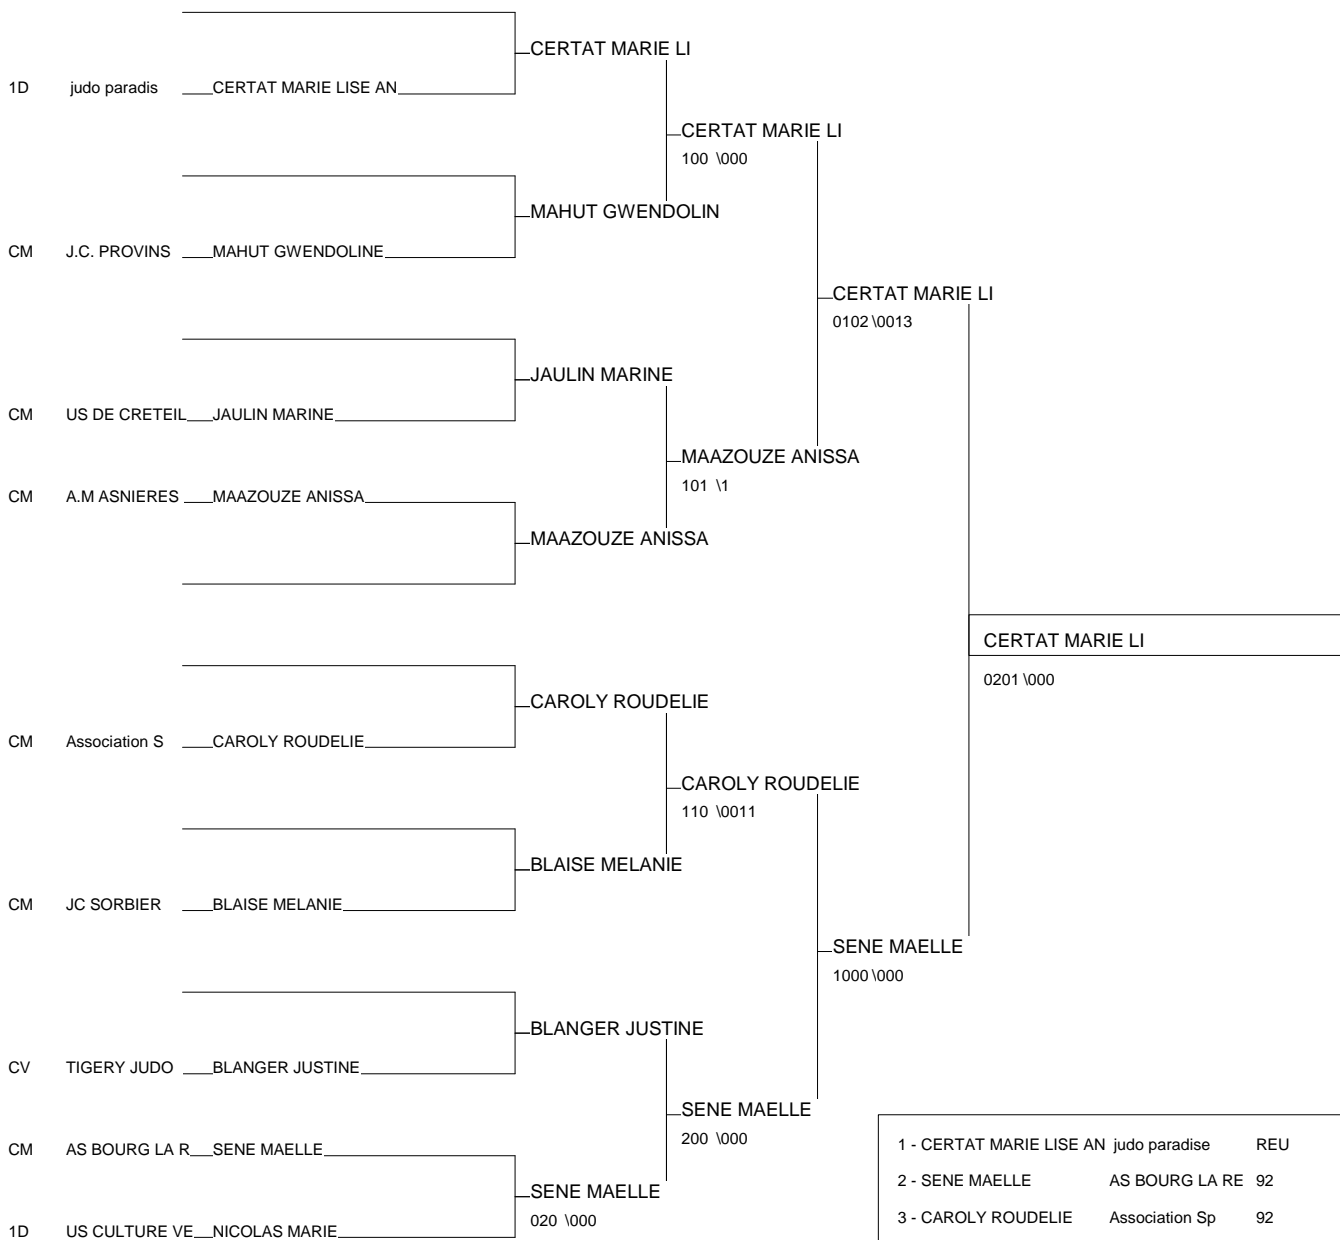 CERTAT MARIE LI
1D judo paradis CERTAT MARIE LISE AN
CERTAT MARIE LI
100 \000
MAHUT GWENDOLIN
CM J.C. PROVINS MAHUT GWENDOLINE
CERTAT MARIE LI
0102 \0013
JAULIN MARINE
CM US DE CRETEIL JAULIN MARINE
MAAZOUZE ANISSA
101 \1
CM A.M ASNIERES MAAZOUZE ANISSA
MAAZOUZE ANISSA
CERTAT MARIE LI
0201 \000
CAROLY ROUDELIE
CM Association S CAROLY ROUDELIE
CAROLY ROUDELIE
110 \0011
BLAISE MELANIE
CM JC SORBIER BLAISE MELANIE
SENE MAELLE
1000 \000
BLANGER JUSTINE
CV TIGERY JUDO BLANGER JUSTINE
SENE MAELLE
200 \000
CM AS BOURG LA R SENE MAELLE
SENE MAELLE
020 \000
1D US CULTURE VE NICOLAS MARIE
1 - CERTAT MARIE LISE AN judo paradise REU
2 - SENE MAELLE AS BOURG LA RE 92
3 - CAROLY ROUDELIE Association Sp 92